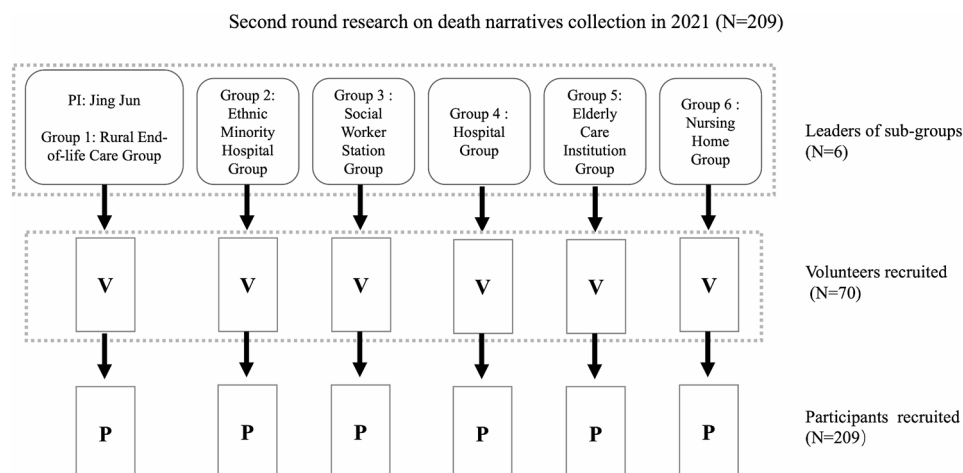 Second round research on death narratives collection in 2021 (N=209)
PI: Jing Jun
Group 1: Rural End-
of-life Care Group
Group 2:
Ethnic
Minority
Hospital
Group
Group 3 :
Social
Worker
Station
Group
Group 4 :
Hospital
Group
Group 5:
Elderly
Care
Institution
Group
Group 6 :
Nursing
Home
Group
Leaders of sub-groups
(N=6)
V
V
V
V
V
V
Volunteers recruited
(N=70)
P
P
P
P
P
P
Participants recruited
(N=209)